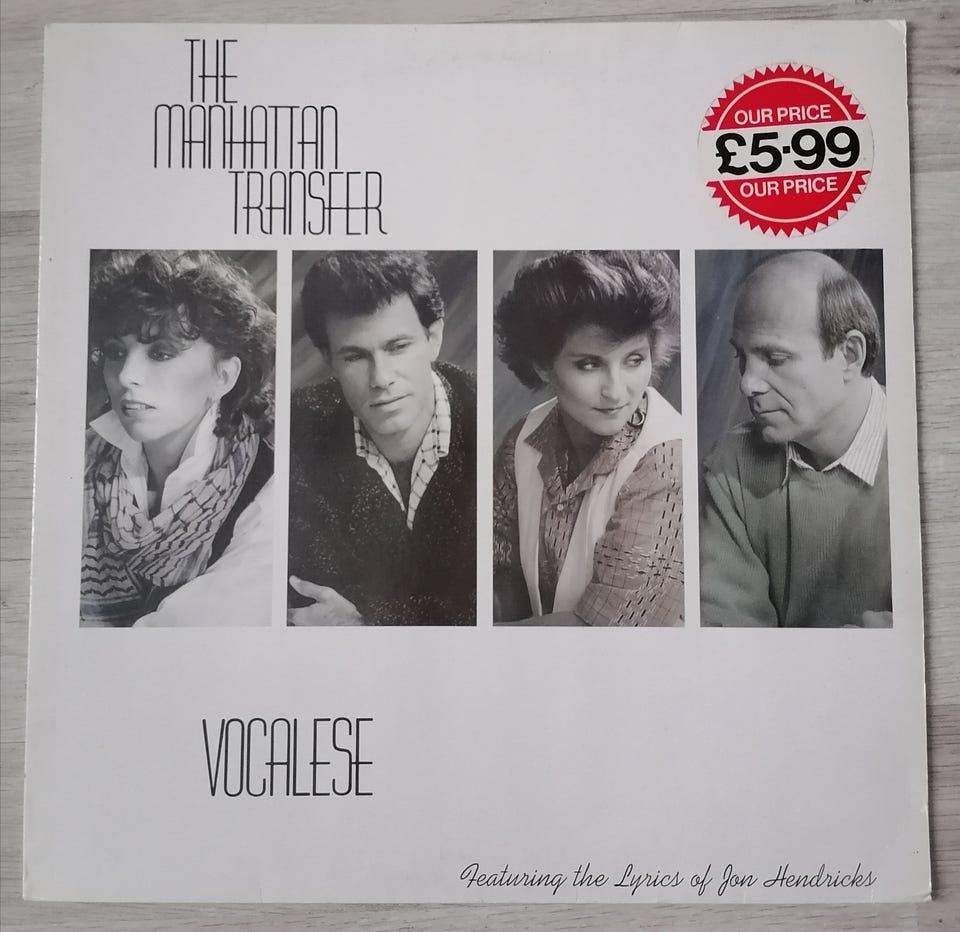 THE
MANHATTAN
TRANSFER
OUR PRICE
£5·99
OUR PRICE
VOCALESE
Featuring the Lyrics of Jon Hendricks